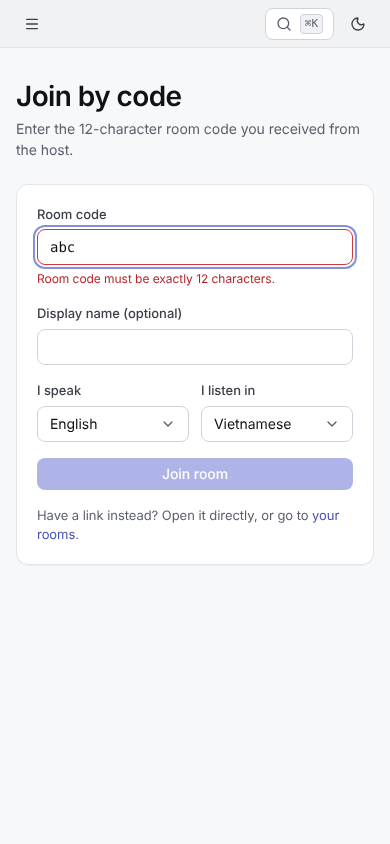 ⌘K
Join by code
Enter the 12-character room code you received from
the host.
Room code
abc
Room code must be exactly 12 characters.
Display name (optional)
I speak
I listen in
English
Vietnamese
Join room
Have a link instead? Open it directly, or go to your
rooms.